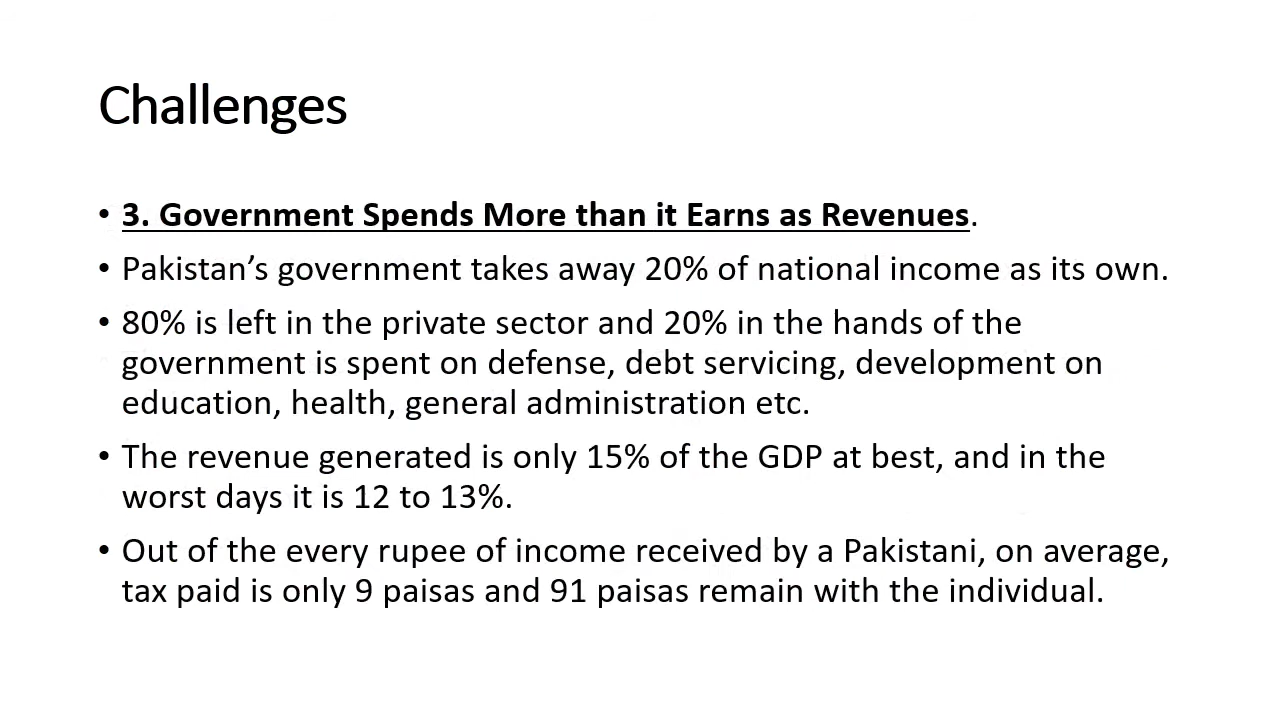 Challenges
• 3. Government Spends More than it Earns as Revenues.
• Pakistan’s government takes away 20% of national income as its own.
• 80% is left in the private sector and 20% in the hands of the
government is spent on defense, debt servicing, development on
education, health, general administration etc.
• The revenue generated is only 15% of the GDP at best, and in the
worst days it is 12 to 13%.
• Out of the every rupee of income received by a Pakistani, on average,
tax paid is only 9 paisas and 91 paisas remain with the individual.